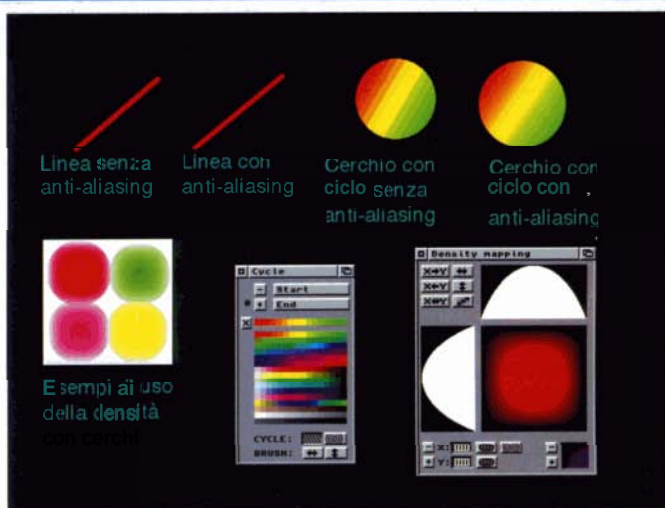 Linea senza
anti-aliasing
Linea con
anti-aliasing
Cerchio con
ciclo senza
anti-aliasing
Cerchio con
ciclo con
anti-aliasing
Esempi ai uso
della densità
con cerchi
Cycle
Start
End
CYCLE:
BRUSH:
Density mapping
X→Y
X←Y
X↔Y
X:
Y: